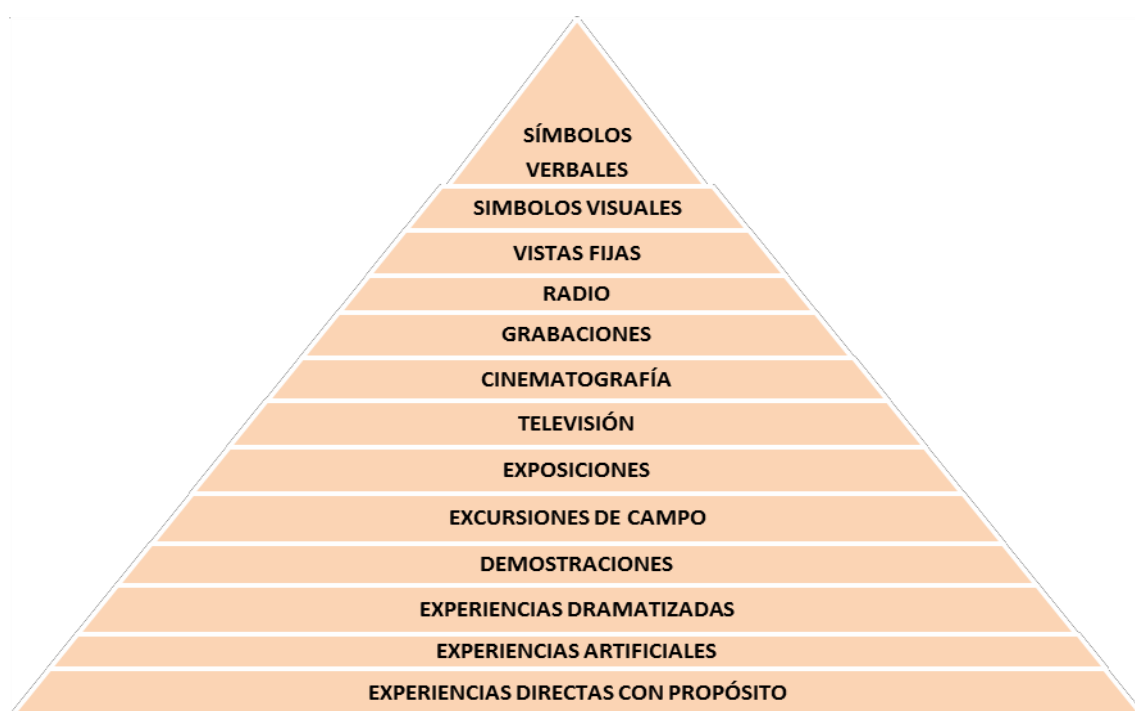 SÍMBOLOS
VERBALES
SIMBOLOS VISUALES
VISTAS FIJAS
RADIO
GRABACIONES
CINEMATOGRAFÍA
TELEVISIÓN
EXPOSICIONES
EXCURSIONES DE CAMPO
DEMOSTRACIONES
EXPERIENCIAS DRAMATIZADAS
EXPERIENCIAS ARTIFICIALES
EXPERIENCIAS DIRECTAS CON PROPÓSITO